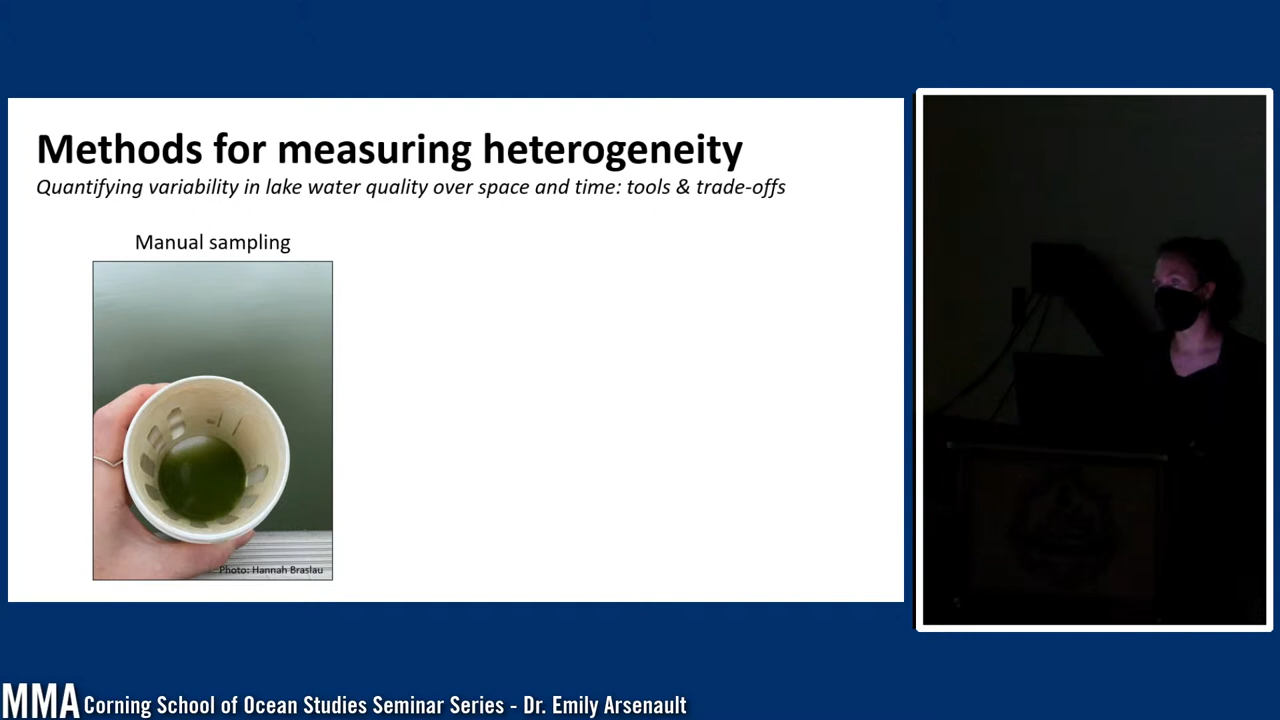 Methods for measuring heterogeneity
Quantifying variability in lake water quality over space and time: tools & trade-offs
Manual sampling
Photo: Hannah Braslau
MMA Corning School of Ocean Studies Seminar Series - Dr. Emily Arsenault